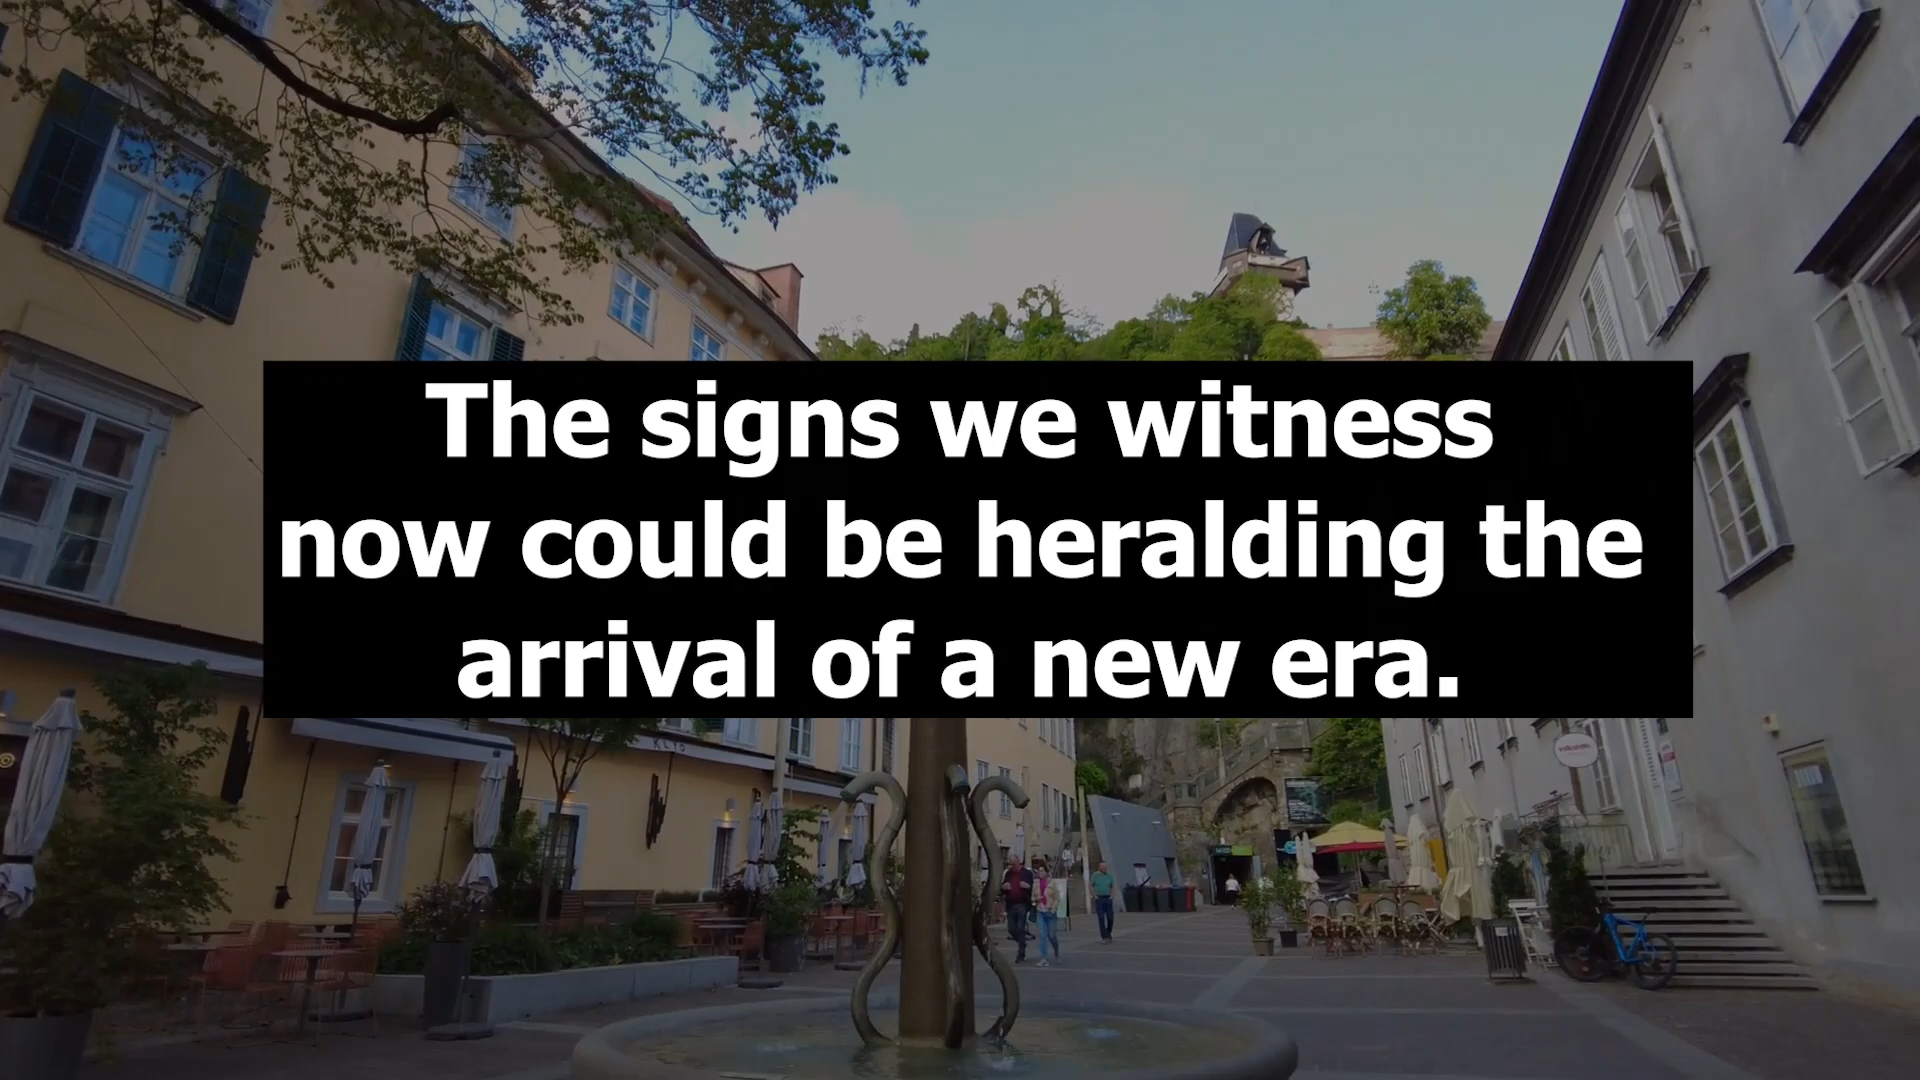 The signs we witness
now could be heralding the
arrival of a new era.